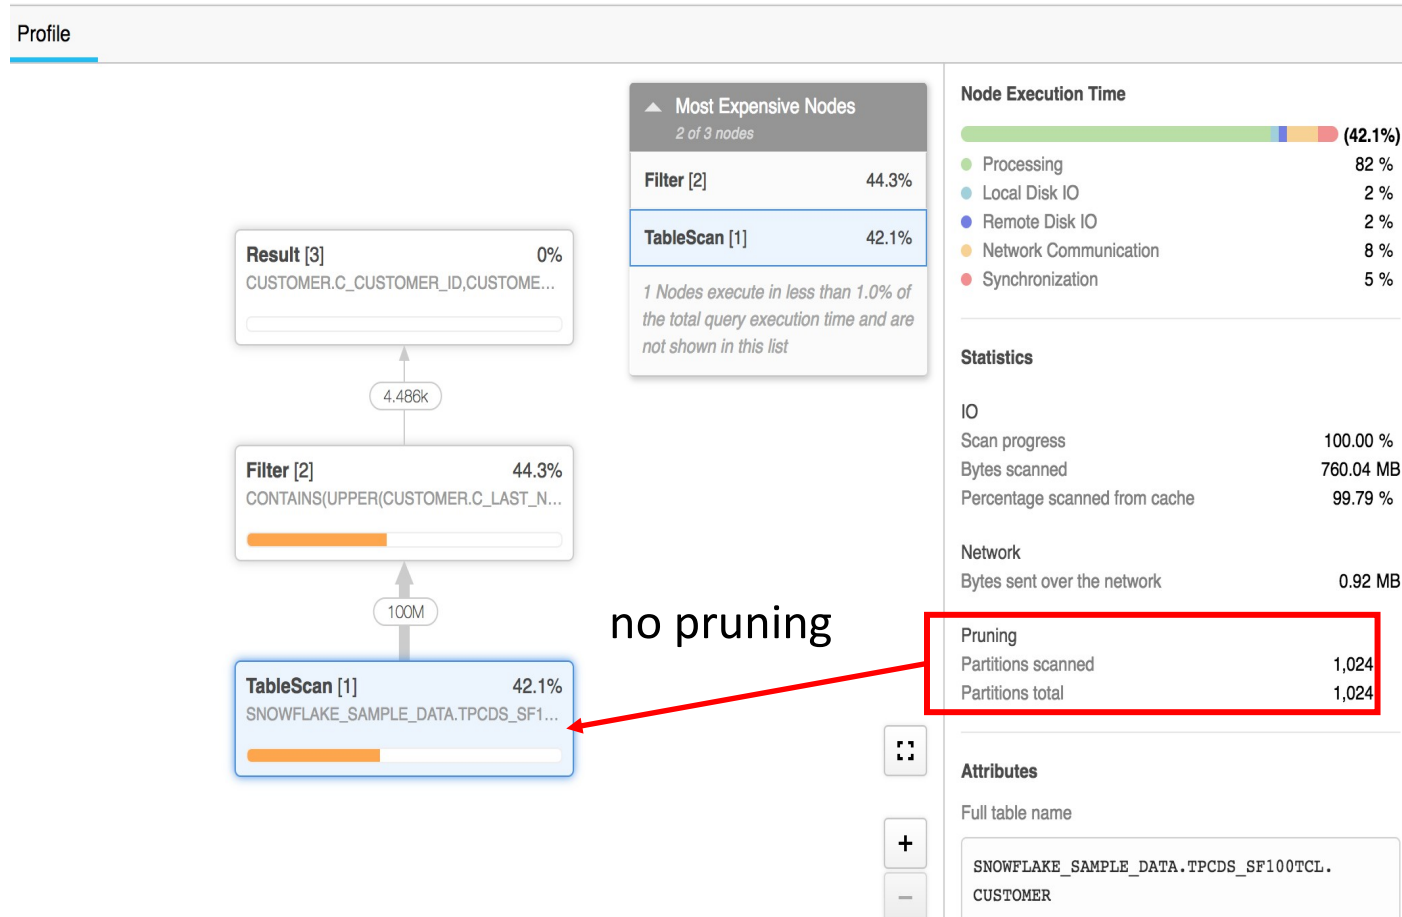 Profile
Most Expensive Nodes
2 of 3 nodes
Filter [2] 44.3%
TableScan [1] 42.1%
1 Nodes execute in less than 1.0% of
the total query execution time and are
not shown in this list
Result [3] 0%
CUSTOMER.C_CUSTOMER_ID,CUSTOME...
4.486k
Filter [2] 44.3%
CONTAINS(UPPER(CUSTOMER.C_LAST_N...
100M
no pruning
TableScan [1] 42.1%
SNOWFLAKE_SAMPLE_DATA.TPCDS_SF1...
+
−
Node Execution Time
(42.1%)
Processing 82 %
Local Disk IO 2 %
Remote Disk IO 2 %
Network Communication 8 %
Synchronization 5 %
Statistics
IO
Scan progress 100.00 %
Bytes scanned 760.04 MB
Percentage scanned from cache 99.79 %
Network
Bytes sent over the network 0.92 MB
Pruning
Partitions scanned 1,024
Partitions total 1,024
Attributes
Full table name
SNOWFLAKE_SAMPLE_DATA.TPCDS_SF100TCL.
CUSTOMER